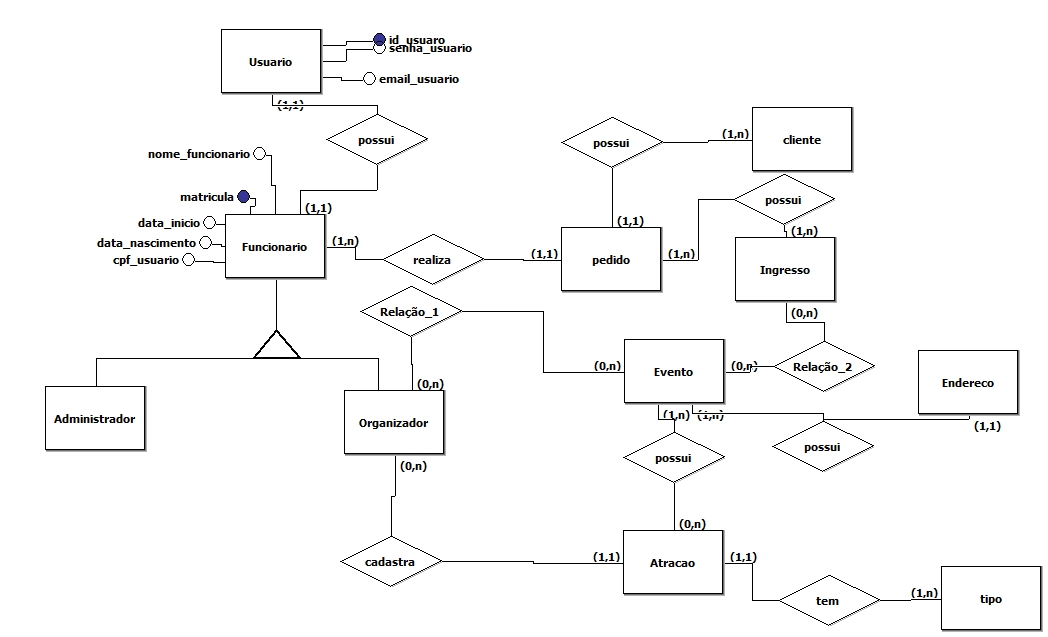 id_usuaro
senha_usuario
Usuario
email_usuario
(1,1)
possui
nome_funcionario
matricula
data_inicio
data_nascimento
cpf_usuario
(1,1)
Funcionario
(1,n)
realiza
(1,1)
pedido
(1,1)
possui
(1,n)
cliente
(1,n)
possui
(1,n)
Ingresso
(0,n)
Relação_1
(0,n)
(0,n)
Evento
(0,n)
Relação_2
Endereco
(1,1)
Administrador
Organizador
(0,n)
(1,n)
(1,n)
possui
possui
(0,n)
cadastra
(1,1)
Atracao
(1,1)
tem
(1,n)
tipo